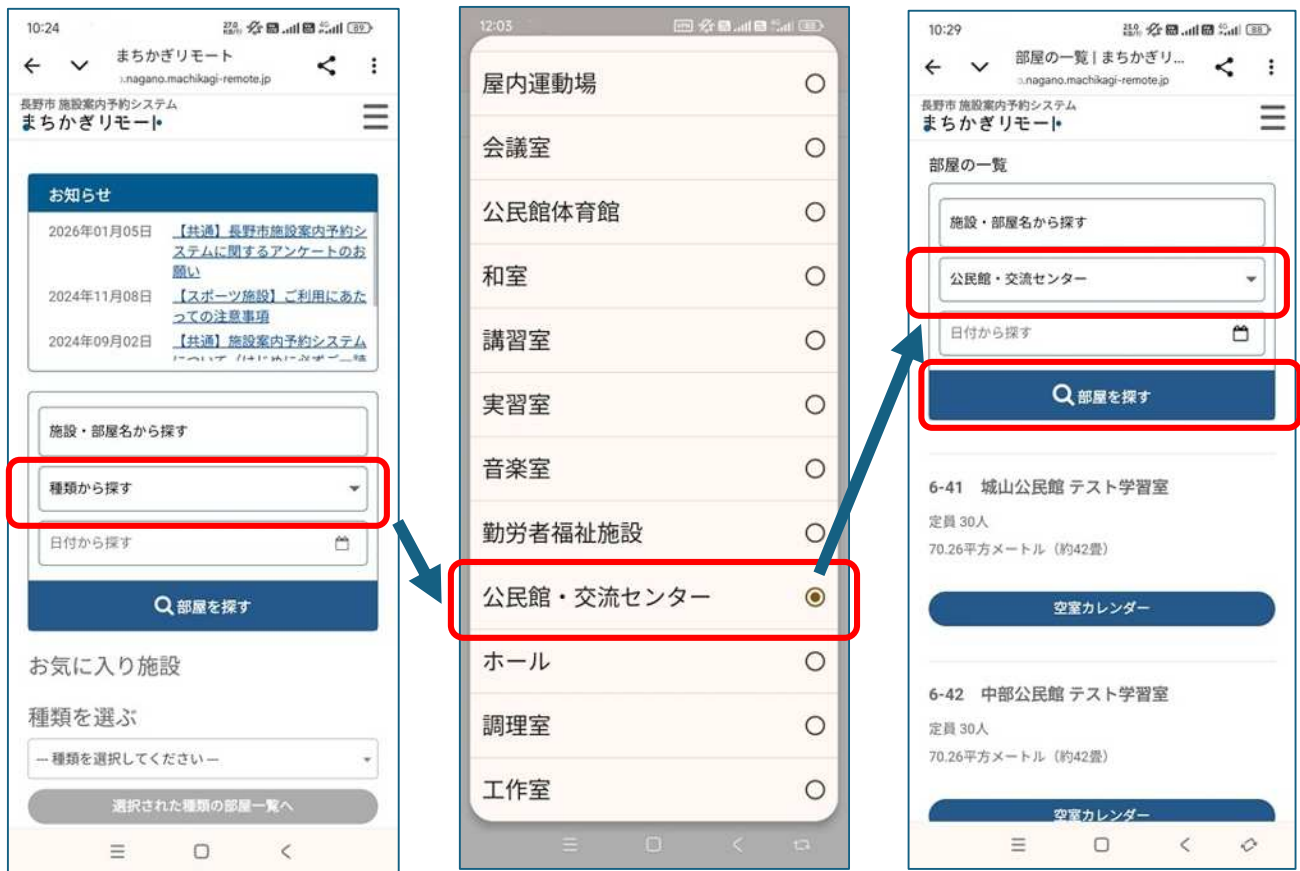 10:24
89
まちかぎリモート
.nagano.machikagi-remote.jp
長野市 施設案内予約システム
まちかぎリモート
お知らせ
2026年01月05日 【共通】長野市施設案内予約シ
ステムに関するアンケートのお
願い
2024年11月08日 【スポーツ施設】ご利用にあた
っての注意事項
2024年09月02日 【共通】施設案内予約システム
施設・部屋名から探す
種類から探す
日付から探す
部屋を探す
お気に入り施設
種類を選ぶ
-- 種類を選択してください --
選択された種類の部屋一覧へ
12:03
屋内運動場
会議室
公民館体育館
和室
講習室
実習室
音楽室
勤労者福祉施設
公民館・交流センター
ホール
調理室
工作室
10:29
88
部屋の一覧 | まちかぎリ...
.nagano.machikagi-remote.jp
長野市 施設案内予約システム
まちかぎリモート
部屋の一覧
施設・部屋名から探す
公民館・交流センター
日付から探す
部屋を探す
6-41 城山公民館 テスト学習室
定員 30人
70.26平方メートル（約42畳）
空室カレンダー
6-42 中部公民館 テスト学習室
定員 30人
70.26平方メートル（約42畳）
空室カレンダー